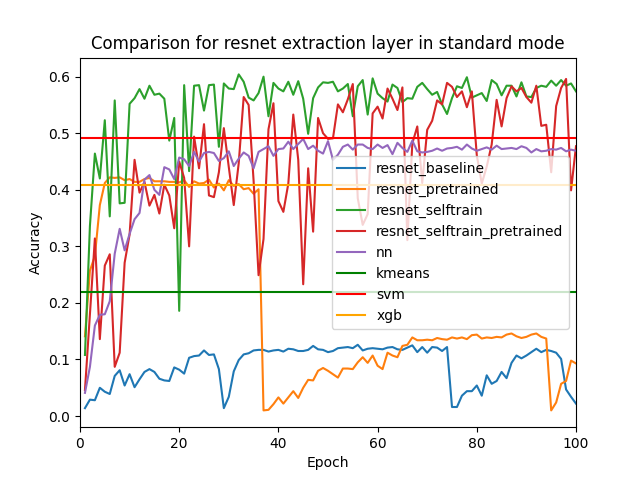 Comparison for resnet extraction layer in standard mode
Accuracy
0.6
0.5
0.4
0.3
0.2
0.1
0.0
resnet_baseline
resnet_pretrained
resnet_selftrain
resnet_selftrain_pretrained
nn
kmeans
svm
xgb
0 20 40 60 80 100
Epoch